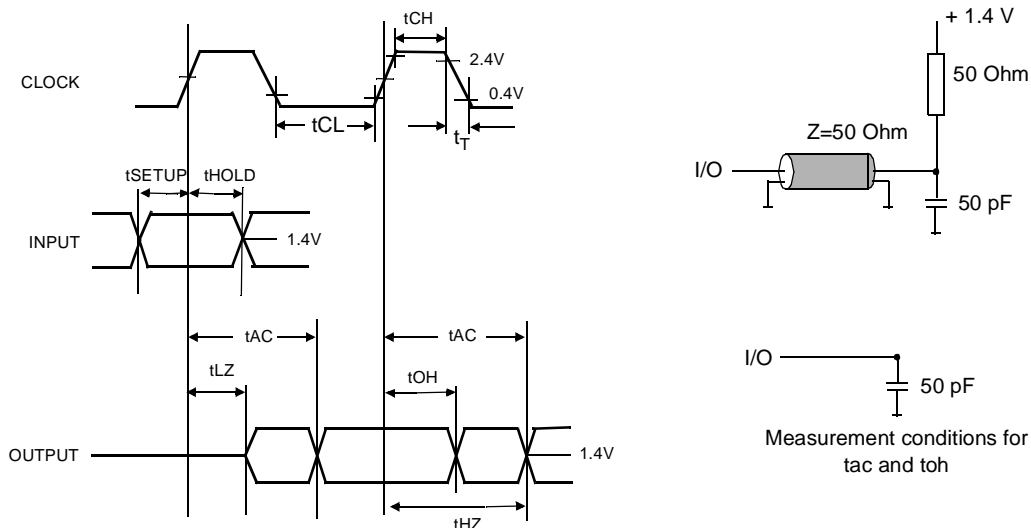 tCH
2.4V
CLOCK
0.4V
tCL
tT
tSETUP
tHOLD
INPUT
1.4V
tAC
tAC
tLZ
tOH
OUTPUT
1.4V
tHZ
+ 1.4 V
50 Ohm
Z=50 Ohm
I/O
50 pF
I/O
50 pF
Measurement conditions for
tac and toh